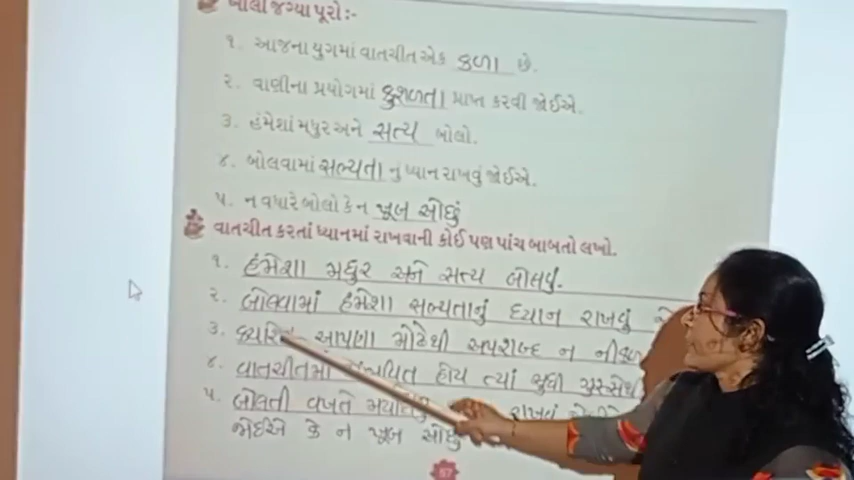 ખાલી જગ્યા પૂરો :-
૧. આજના યુગમાં વાતચીત એક કળા છે.
૨. વાણીના પ્રયોગમાં કુશળતા પ્રાપ્ત કરવી જોઈએ.
૩. હંમેશાં મધુર અને સત્ય બોલો.
૪. બોલવામાં સભ્યતા નું ધ્યાન રાખવું જોઈએ.
૫. ન વધારે બોલો કે ન ખૂબ ઓછું
વાતચીત કરતાં ધ્યાનમાં રાખવાની કોઈ પણ પાંચ બાબતો લખો.
૧. હંમેશા મધુર અને સત્ય બોલવું.
૨. બોલવામાં હંમેશા સભ્યતાનું ધ્યાન રાખવું
૩. આપણા મોઢેથી અપશબ્દ ન
૪. વાતચીતમાં હોય ત્યાં સુધી
૫. બોલતી વખતે રાખવું
જોઈએ કે ન ખૂબ ઓછું
૬૭